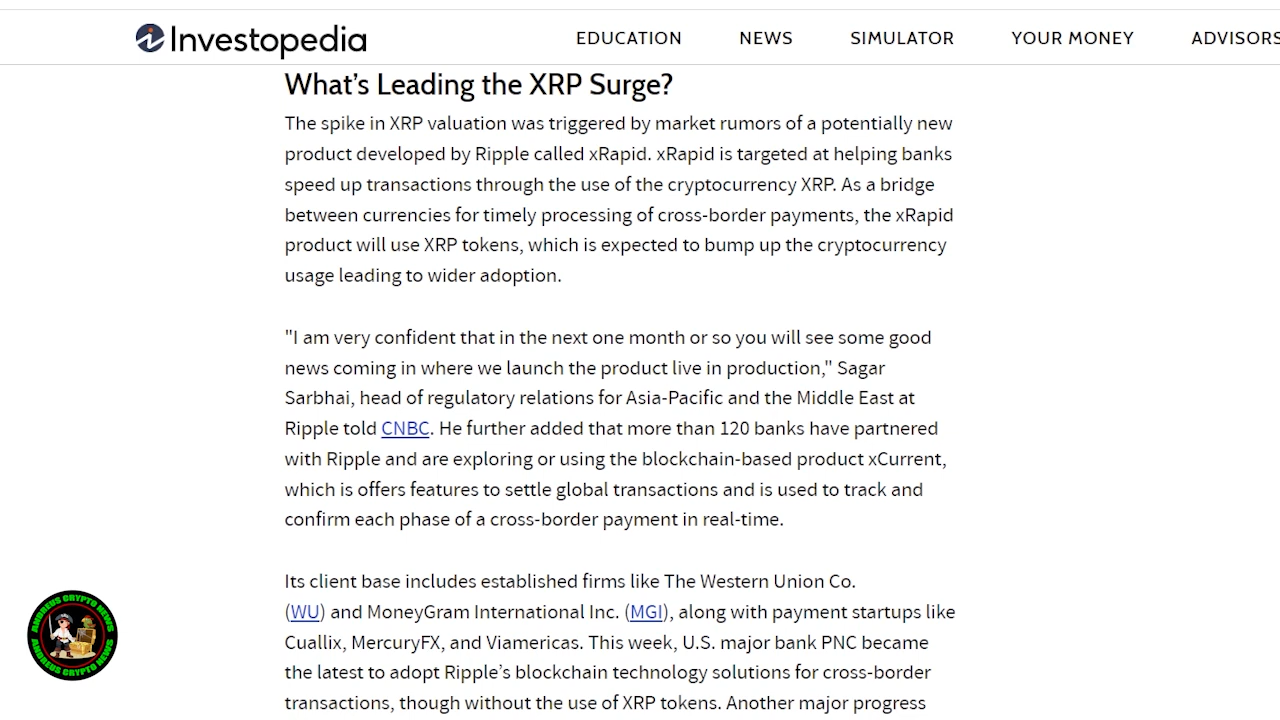 Investopedia
EDUCATION NEWS SIMULATOR YOUR MONEY ADVISORS
What's Leading the XRP Surge?
The spike in XRP valuation was triggered by market rumors of a potentially new
product developed by Ripple called xRapid. xRapid is targeted at helping banks
speed up transactions through the use of the cryptocurrency XRP. As a bridge
between currencies for timely processing of cross-border payments, the xRapid
product will use XRP tokens, which is expected to bump up the cryptocurrency
usage leading to wider adoption.
"I am very confident that in the next one month or so you will see some good
news coming in where we launch the product live in production," Sagar
Sarbhai, head of regulatory relations for Asia-Pacific and the Middle East at
Ripple told CNBC. He further added that more than 120 banks have partnered
with Ripple and are exploring or using the blockchain-based product xCurrent,
which is offers features to settle global transactions and is used to track and
confirm each phase of a cross-border payment in real-time.
Its client base includes established firms like The Western Union Co.
(WU) and MoneyGram International Inc. (MGI), along with payment startups like
Cuallix, MercuryFX, and Viamericas. This week, U.S. major bank PNC became
the latest to adopt Ripple's blockchain technology solutions for cross-border
transactions, though without the use of XRP tokens. Another major progress
ANDREUS CRYPTO NEWS
ANDREUS CRYPTO NEWS